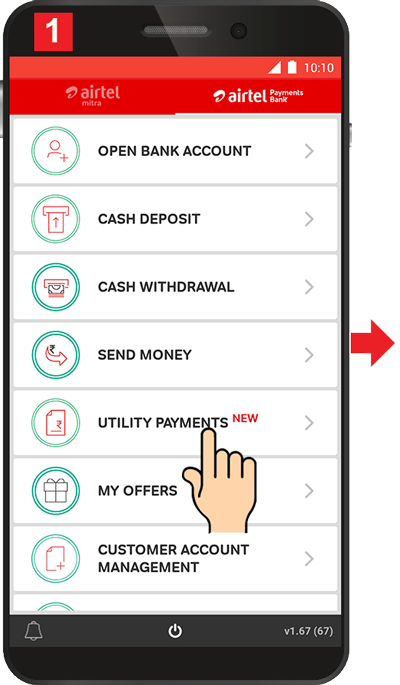 1
10:10
airtel
mitra
airtel Payments Bank
OPEN BANK ACCOUNT
CASH DEPOSIT
CASH WITHDRAWAL
₹
SEND MONEY
₹
UTILITY PAYMENTS NEW
MY OFFERS
CUSTOMER ACCOUNT
MANAGEMENT
v1.67 (67)